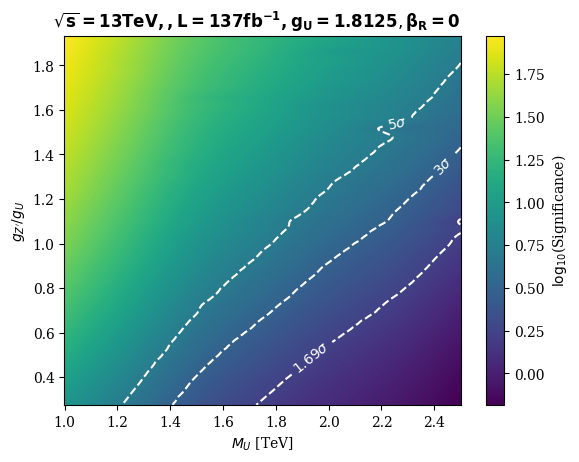 √s = 13TeV, , L = 137fb⁻¹, g_U = 1.8125, β_R = 0
1.8
1.6
1.4
1.2
1.0
0.8
0.6
0.4
g_Z'/g_U
5σ
3σ
1.69σ
1.0 1.2 1.4 1.6 1.8 2.0 2.2 2.4
M_U [TeV]
1.75
1.50
1.25
1.00
0.75
0.50
0.25
0.00
log₁₀(Significance)